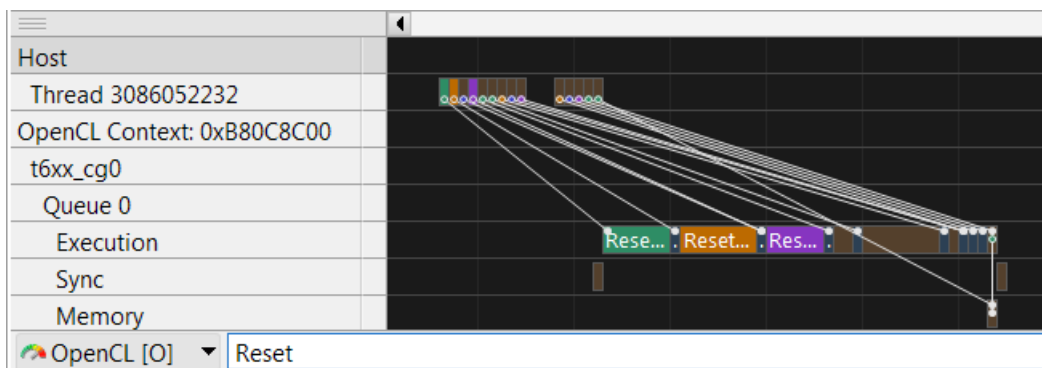 Host
Thread 3086052232
OpenCL Context: 0xB80C8C00
t6xx_cg0
Queue 0
Execution
Rese... . Reset... . Res... .
Sync
Memory
OpenCL [O] Reset